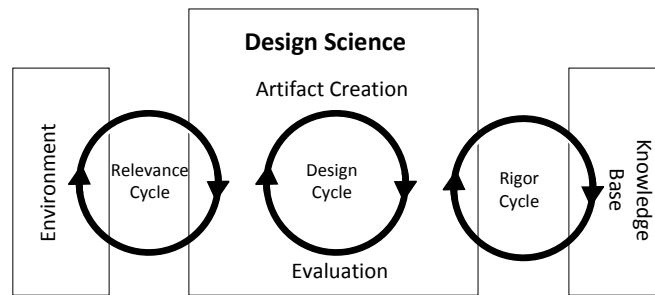 Design Science
Artifact Creation
Environment
Relevance
Cycle
Design
Cycle
Rigor
Cycle
Knowledge
Base
Evaluation